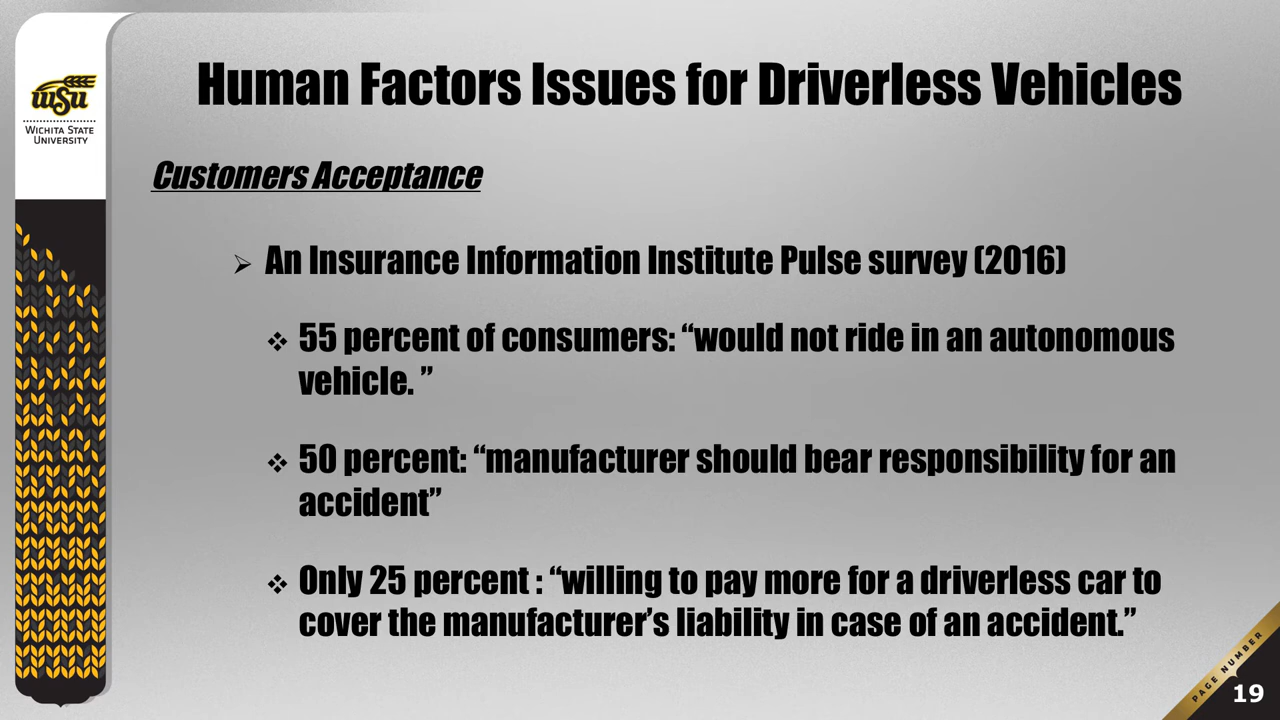 Human Factors Issues for Driverless Vehicles
wsu
WICHITA STATE
UNIVERSITY
Customers Acceptance
➢ An Insurance Information Institute Pulse survey (2016)
❖ 55 percent of consumers: “would not ride in an autonomous
vehicle. ”
❖ 50 percent: “manufacturer should bear responsibility for an
accident”
❖ Only 25 percent : “willing to pay more for a driverless car to
cover the manufacturer’s liability in case of an accident.”
PAGE NUMBER
19